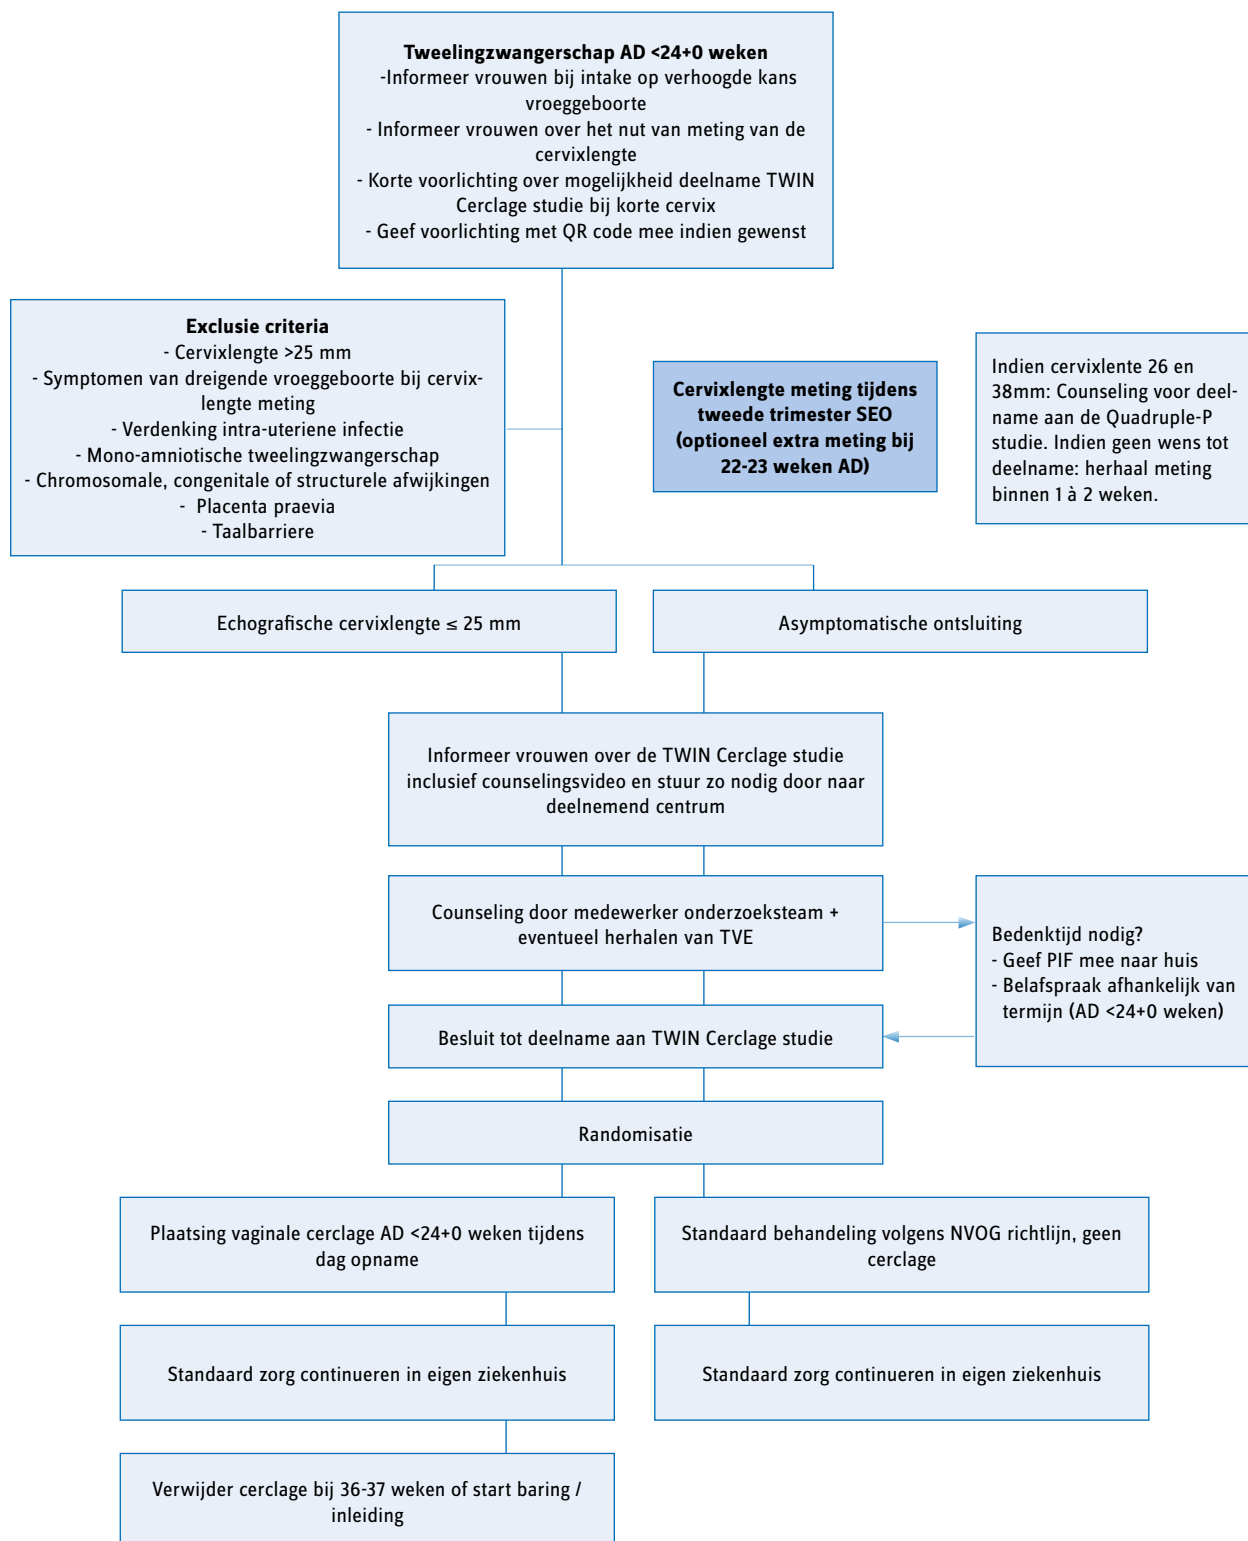 Tweelingzwangerschap AD <24+0 weken
-Informeer vrouwen bij intake op verhoogde kans
vroeggeboorte
- Informeer vrouwen over het nut van meting van de
cervixlengte
- Korte voorlichting over mogelijkheid deelname TWIN
Cerclage studie bij korte cervix
- Geef voorlichting met QR code mee indien gewenst
Exclusie criteria
- Cervixlengte >25 mm
- Symptomen van dreigende vroeggeboorte bij cervix-
lengte meting
- Verdenking intra-uteriene infectie
- Mono-amniotische tweelingzwangerschap
- Chromosomale, congenitale of structurele afwijkingen
- Placenta praevia
- Taalbarriere
Cervixlengte meting tijdens
tweede trimester SEO
(optioneel extra meting bij
22-23 weken AD)
Indien cervixlente 26 en
38mm: Counseling voor deel-
name aan de Quadruple-P
studie. Indien geen wens tot
deelname: herhaal meting
binnen 1 à 2 weken.
Echografische cervixlengte ≤ 25 mm
Asymptomatische ontsluiting
Informeer vrouwen over de TWIN Cerclage studie
inclusief counselingsvideo en stuur zo nodig door naar
deelnemend centrum
Counseling door medewerker onderzoeksteam +
eventueel herhalen van TVE
Bedenktijd nodig?
- Geef PIF mee naar huis
- Belafspraak afhankelijk van
termijn (AD <24+0 weken)
Besluit tot deelname aan TWIN Cerclage studie
Randomisatie
Plaatsing vaginale cerclage AD <24+0 weken tijdens
dag opname
Standaard behandeling volgens NVOG richtlijn, geen
cerclage
Standaard zorg continueren in eigen ziekenhuis
Standaard zorg continueren in eigen ziekenhuis
Verwijder cerclage bij 36-37 weken of start baring /
inleiding